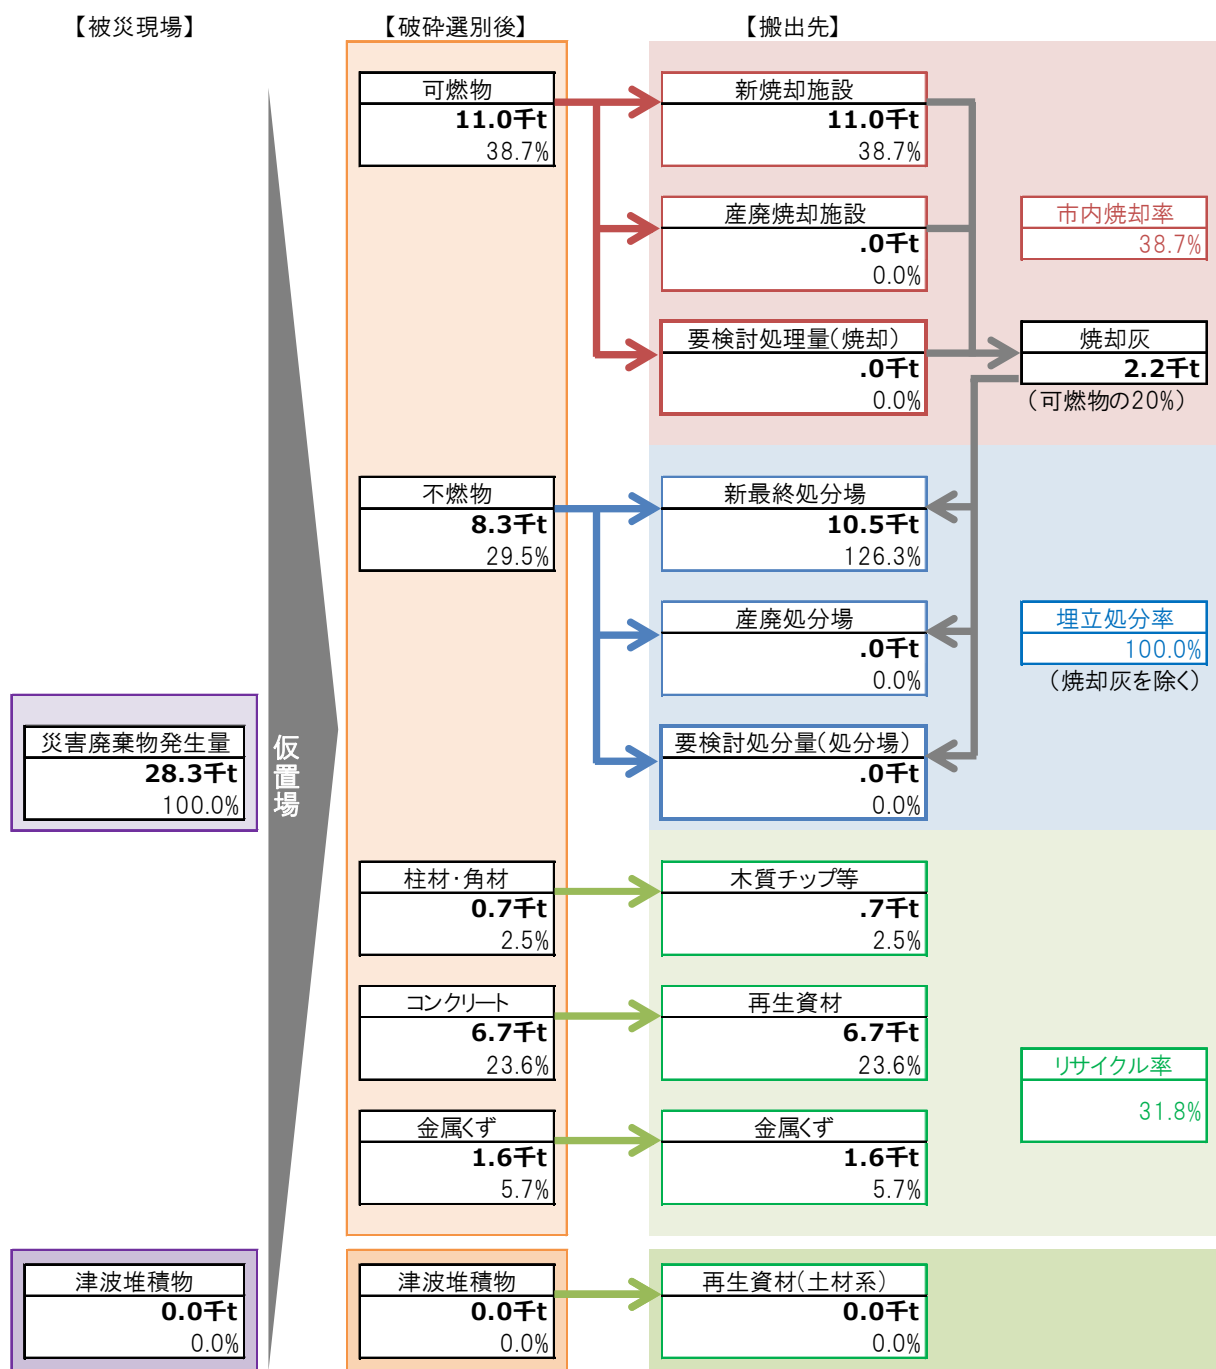 【被災現場】
【破砕選別後】
【搬出先】
可燃物
11.0千t
38.7%
新焼却施設
11.0千t
38.7%
産廃焼却施設
.0千t
0.0%
市内焼却率
38.7%
要検討処理量(焼却)
.0千t
0.0%
焼却灰
2.2千t
(可燃物の20%)
不燃物
8.3千t
29.5%
新最終処分場
10.5千t
126.3%
産廃処分場
.0千t
0.0%
埋立処分率
100.0%
(焼却灰を除く)
災害廃棄物発生量
28.3千t
100.0%
仮置場
要検討処分量(処分場)
.0千t
0.0%
柱材・角材
0.7千t
2.5%
木質チップ等
.7千t
2.5%
コンクリート
6.7千t
23.6%
再生資材
6.7千t
23.6%
リサイクル率
31.8%
金属くず
1.6千t
5.7%
金属くず
1.6千t
5.7%
津波堆積物
0.0千t
0.0%
津波堆積物
0.0千t
0.0%
再生資材(土材系)
0.0千t
0.0%